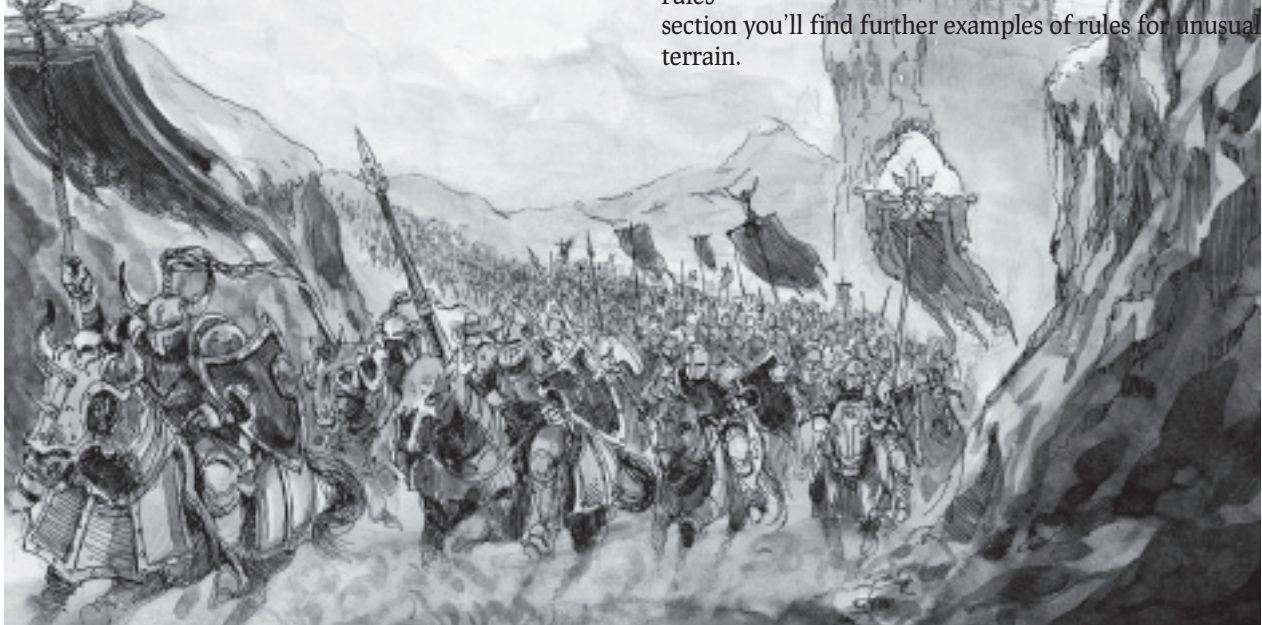 rules
section you'll find further examples of rules for unusual
terrain.